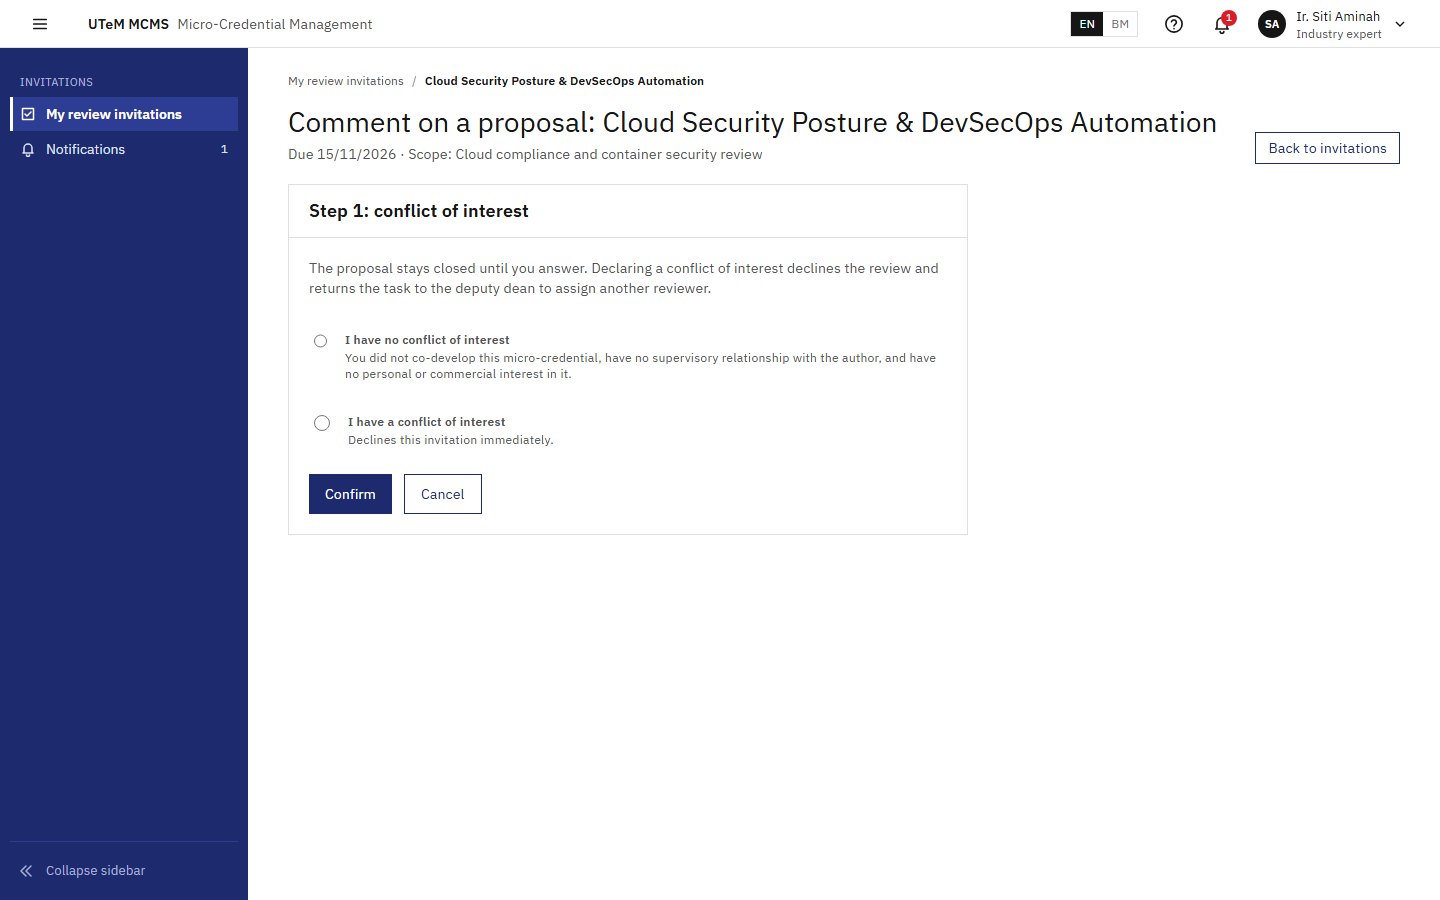 UTeM MCMS Micro-Credential Management
EN BM
1
SA
Ir. Siti Aminah
Industry expert
INVITATIONS
My review invitations
Notifications 1
Collapse sidebar
My review invitations / Cloud Security Posture & DevSecOps Automation
Comment on a proposal: Cloud Security Posture & DevSecOps Automation
Due 15/11/2026 · Scope: Cloud compliance and container security review
Back to invitations
Step 1: conflict of interest
The proposal stays closed until you answer. Declaring a conflict of interest declines the review and
returns the task to the deputy dean to assign another reviewer.
I have no conflict of interest
You did not co-develop this micro-credential, have no supervisory relationship with the author, and have
no personal or commercial interest in it.
I have a conflict of interest
Declines this invitation immediately.
Confirm
Cancel